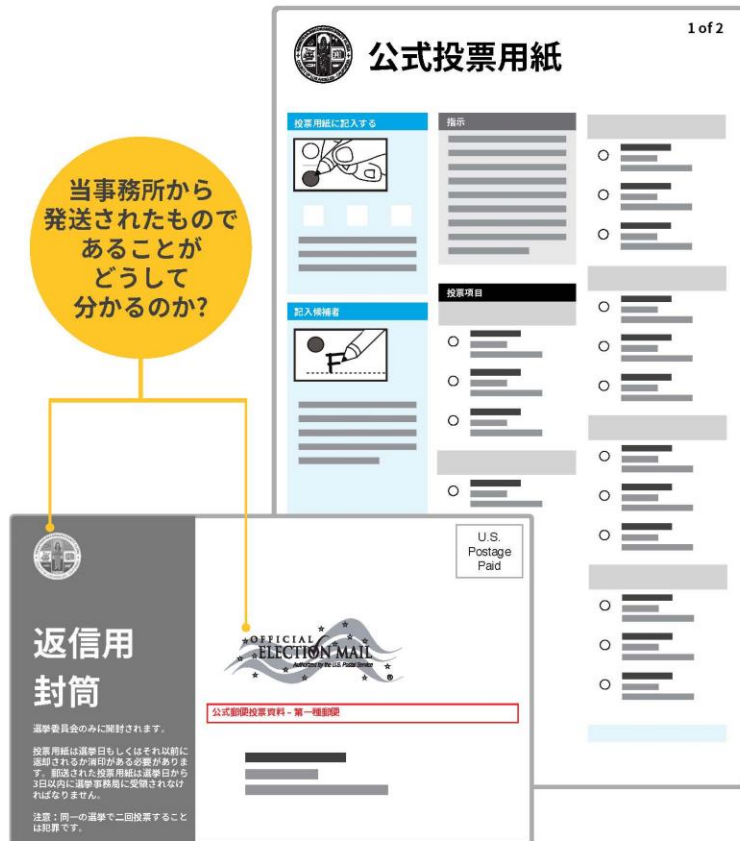 1 of 2
公式投票用紙
投票用紙に記入する
指示
投票項目
記入候補者
F
当事務所から
発送されたもので
あることが
どうして
分かるのか?
U.S.
Postage
Paid
返信用
封筒
選挙委員会のみに開封されます。
投票用紙は選挙日もしくはそれ以前に
返却されるか消印がある必要がありま
す。郵送された投票用紙は選挙日から
3日以内に選挙事務局に受領されなけ
ればなりません。
注意：同一の選挙で二回投票すること
は犯罪です。
OFFICIAL
ELECTION MAIL
Authorized by the U.S. Postal Service
®
公式郵便投票資料 – 第一種郵便